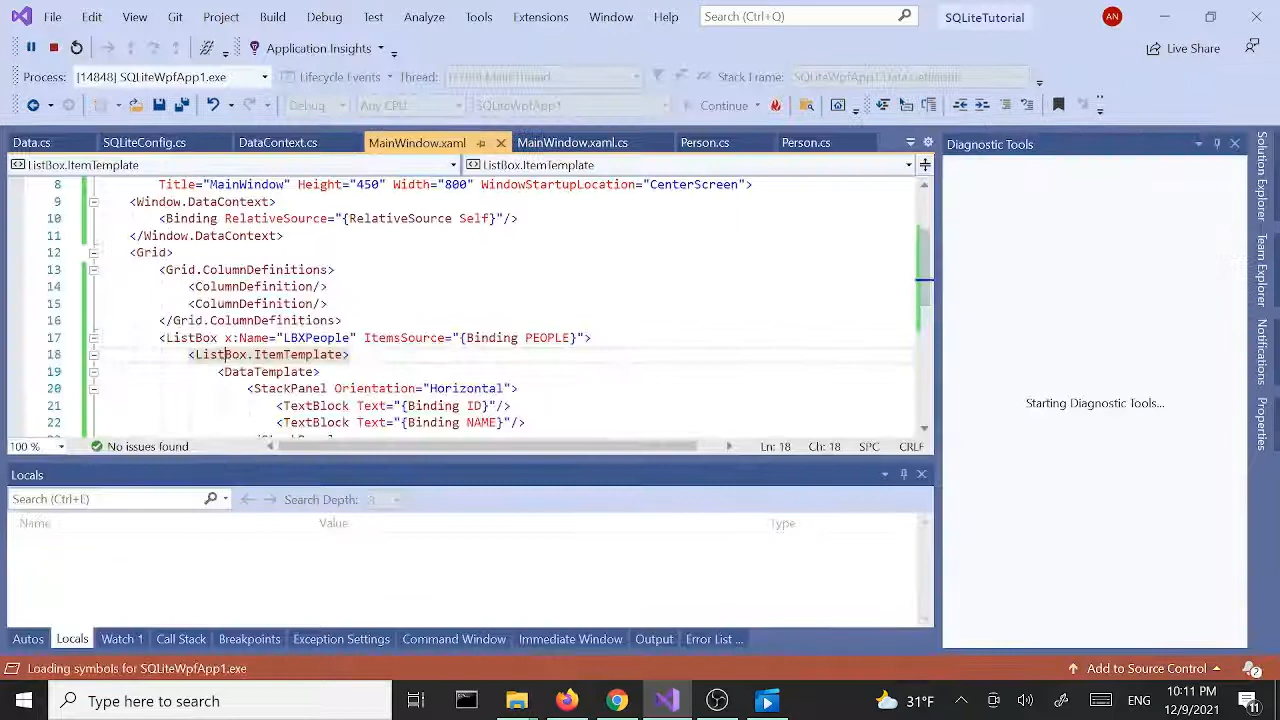 File Edit View Git Project Build Debug Test Analyze Tools Extensions Window Help Search (Ctrl+Q) SQLiteTutorial AN
Application Insights Live Share
Process: [14848] SQLiteWpfApp1.exe Lifecycle Events Thread: Stack Frame:
Debug Any CPU SQLiteWpfApp1 Continue
Data.cs SQLiteConfig.cs DataContext.cs MainWindow.xaml MainWindow.xaml.cs Person.cs Person.cs Diagnostic Tools
ListBox.ItemTemplate ListBox.ItemTemplate
8 Title="MainWindow" Height="450" Width="800" WindowStartupLocation="CenterScreen">
9 <Window.DataContext>
10 <Binding RelativeSource="{RelativeSource Self}"/>
11 </Window.DataContext>
12 <Grid>
13 <Grid.ColumnDefinitions>
14 <ColumnDefinition/>
15 <ColumnDefinition/>
16 </Grid.ColumnDefinitions>
17 <ListBox x:Name="LBXPeople" ItemsSource="{Binding PEOPLE}">
18 <ListBox.ItemTemplate>
19 <DataTemplate>
20 <StackPanel Orientation="Horizontal">
21 <TextBlock Text="{Binding ID}"/>
22 <TextBlock Text="{Binding NAME}"/>
100 % No issues found Ln: 18 Ch: 18 SPC CRLF
Starting Diagnostic Tools...
Solution Explorer
Team Explorer
Notifications
Properties
Locals
Search (Ctrl+E) Search Depth: 3
Name Value Type
Autos Locals Watch 1 Call Stack Breakpoints Exception Settings Command Window Immediate Window Output Error List ...
Loading symbols for SQLiteWpfApp1.exe Add to Source Control 2
Type here to search 31°F ENG 0:11 PM
12/9/2021 11